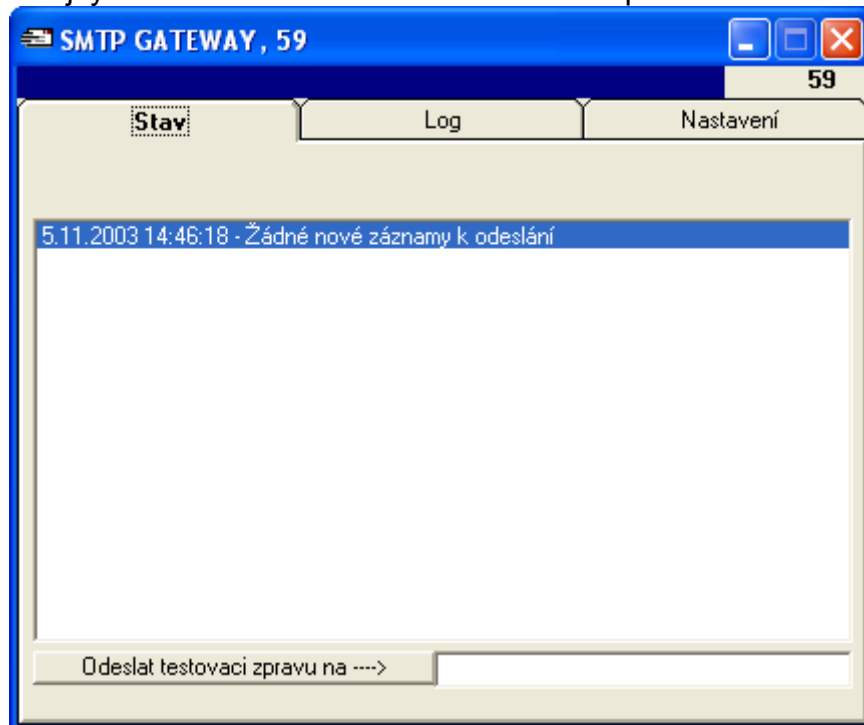 SMTP GATEWAY, 59
59
Stav Log Nastavení
5.11.2003 14:46:18 - Žádné nové záznamy k odeslání
Odeslat testovaci zpravu na ---->